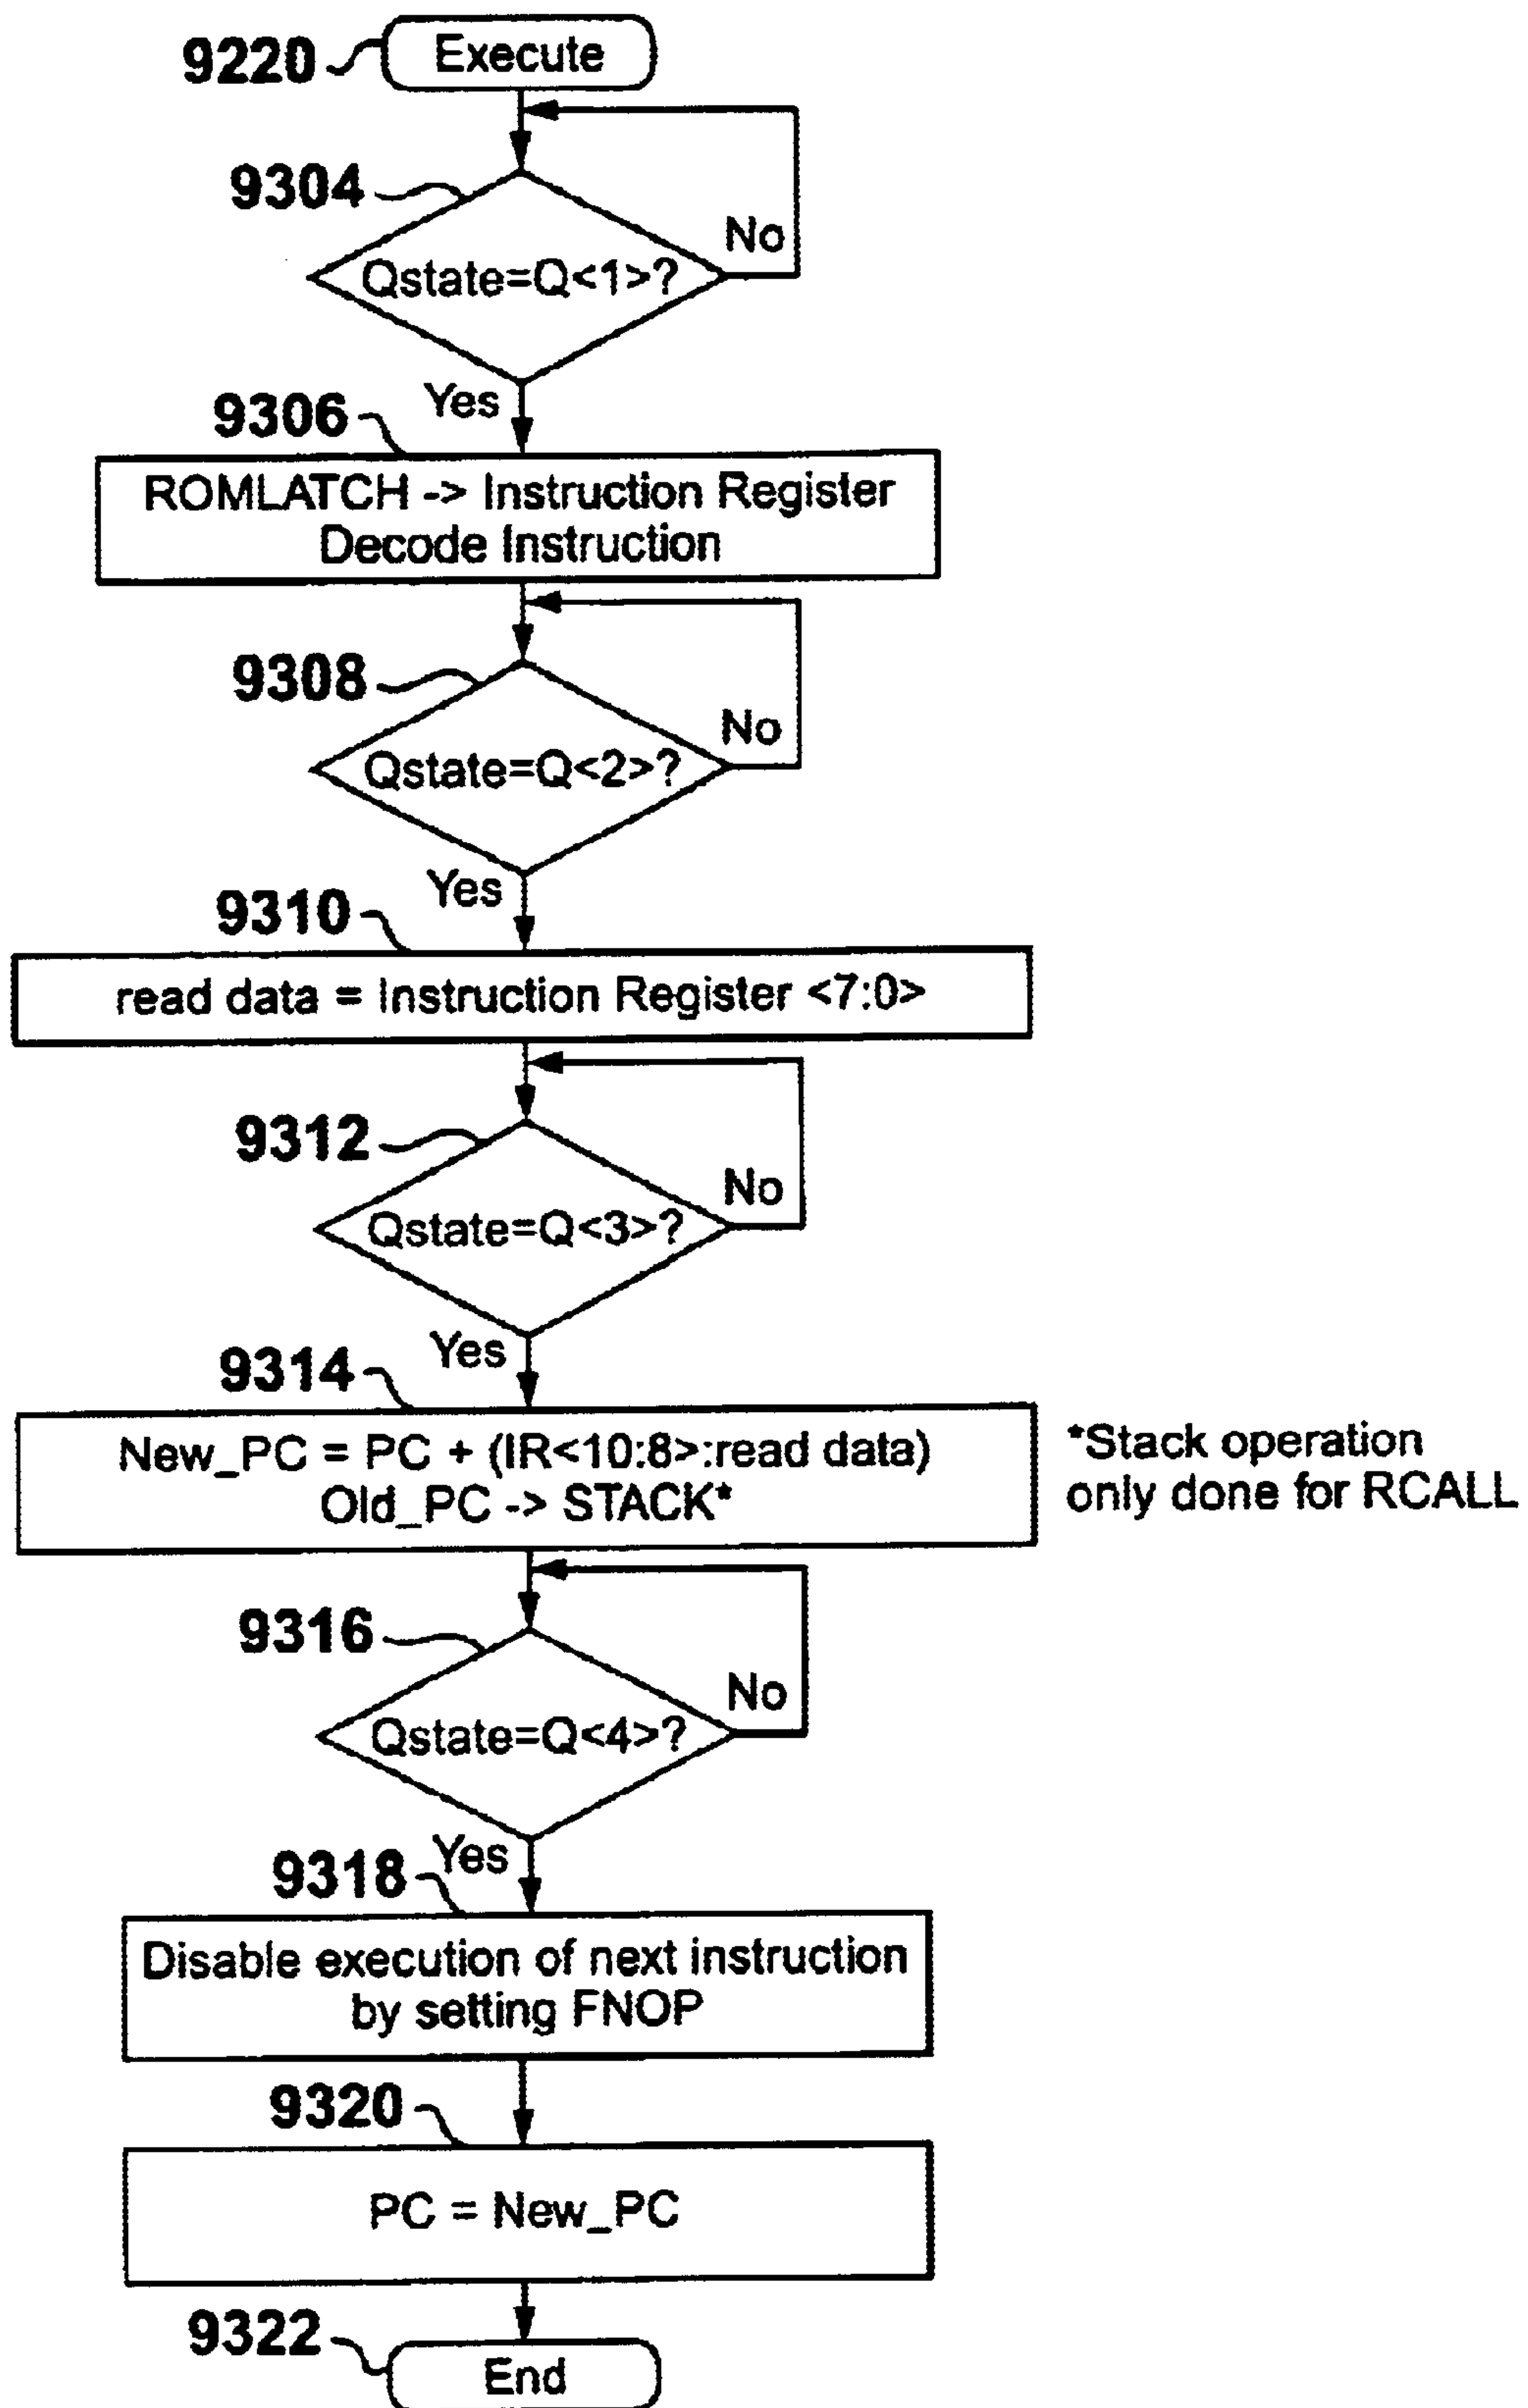 9220
Execute
9304
No
Qstate=Q<1>?
Yes
9306
ROMLATCH -> Instruction Register
Decode Instruction
9308
No
Qstate=Q<2>?
Yes
9310
read data = Instruction Register <7:0>
9312
No
Qstate=Q<3>?
Yes
9314
New_PC = PC + (IR<10:8>:read data)
Old_PC -> STACK*
*Stack operation
only done for RCALL
9316
No
Qstate=Q<4>?
Yes
9318
Disable execution of next instruction
by setting FNOP
9320
PC = New_PC
9322
End